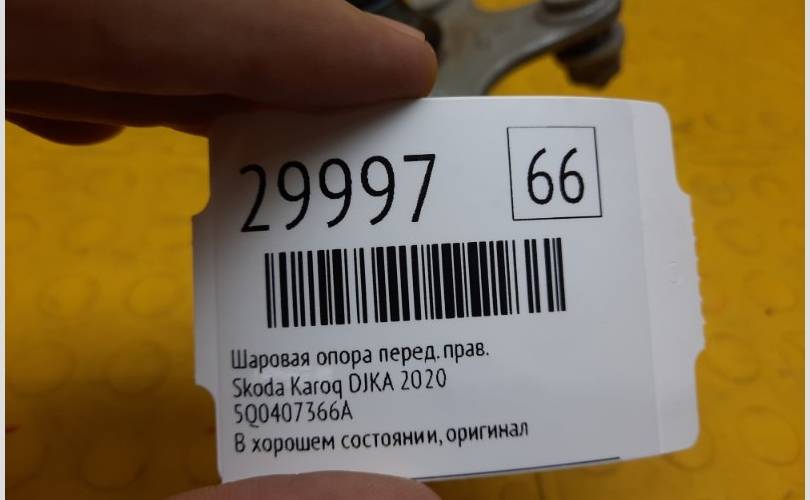 29997
66
Шаровая опора перед. прав.
Skoda Karoq DJKA 2020
5Q0407366A
В хорошем состоянии, оригинал